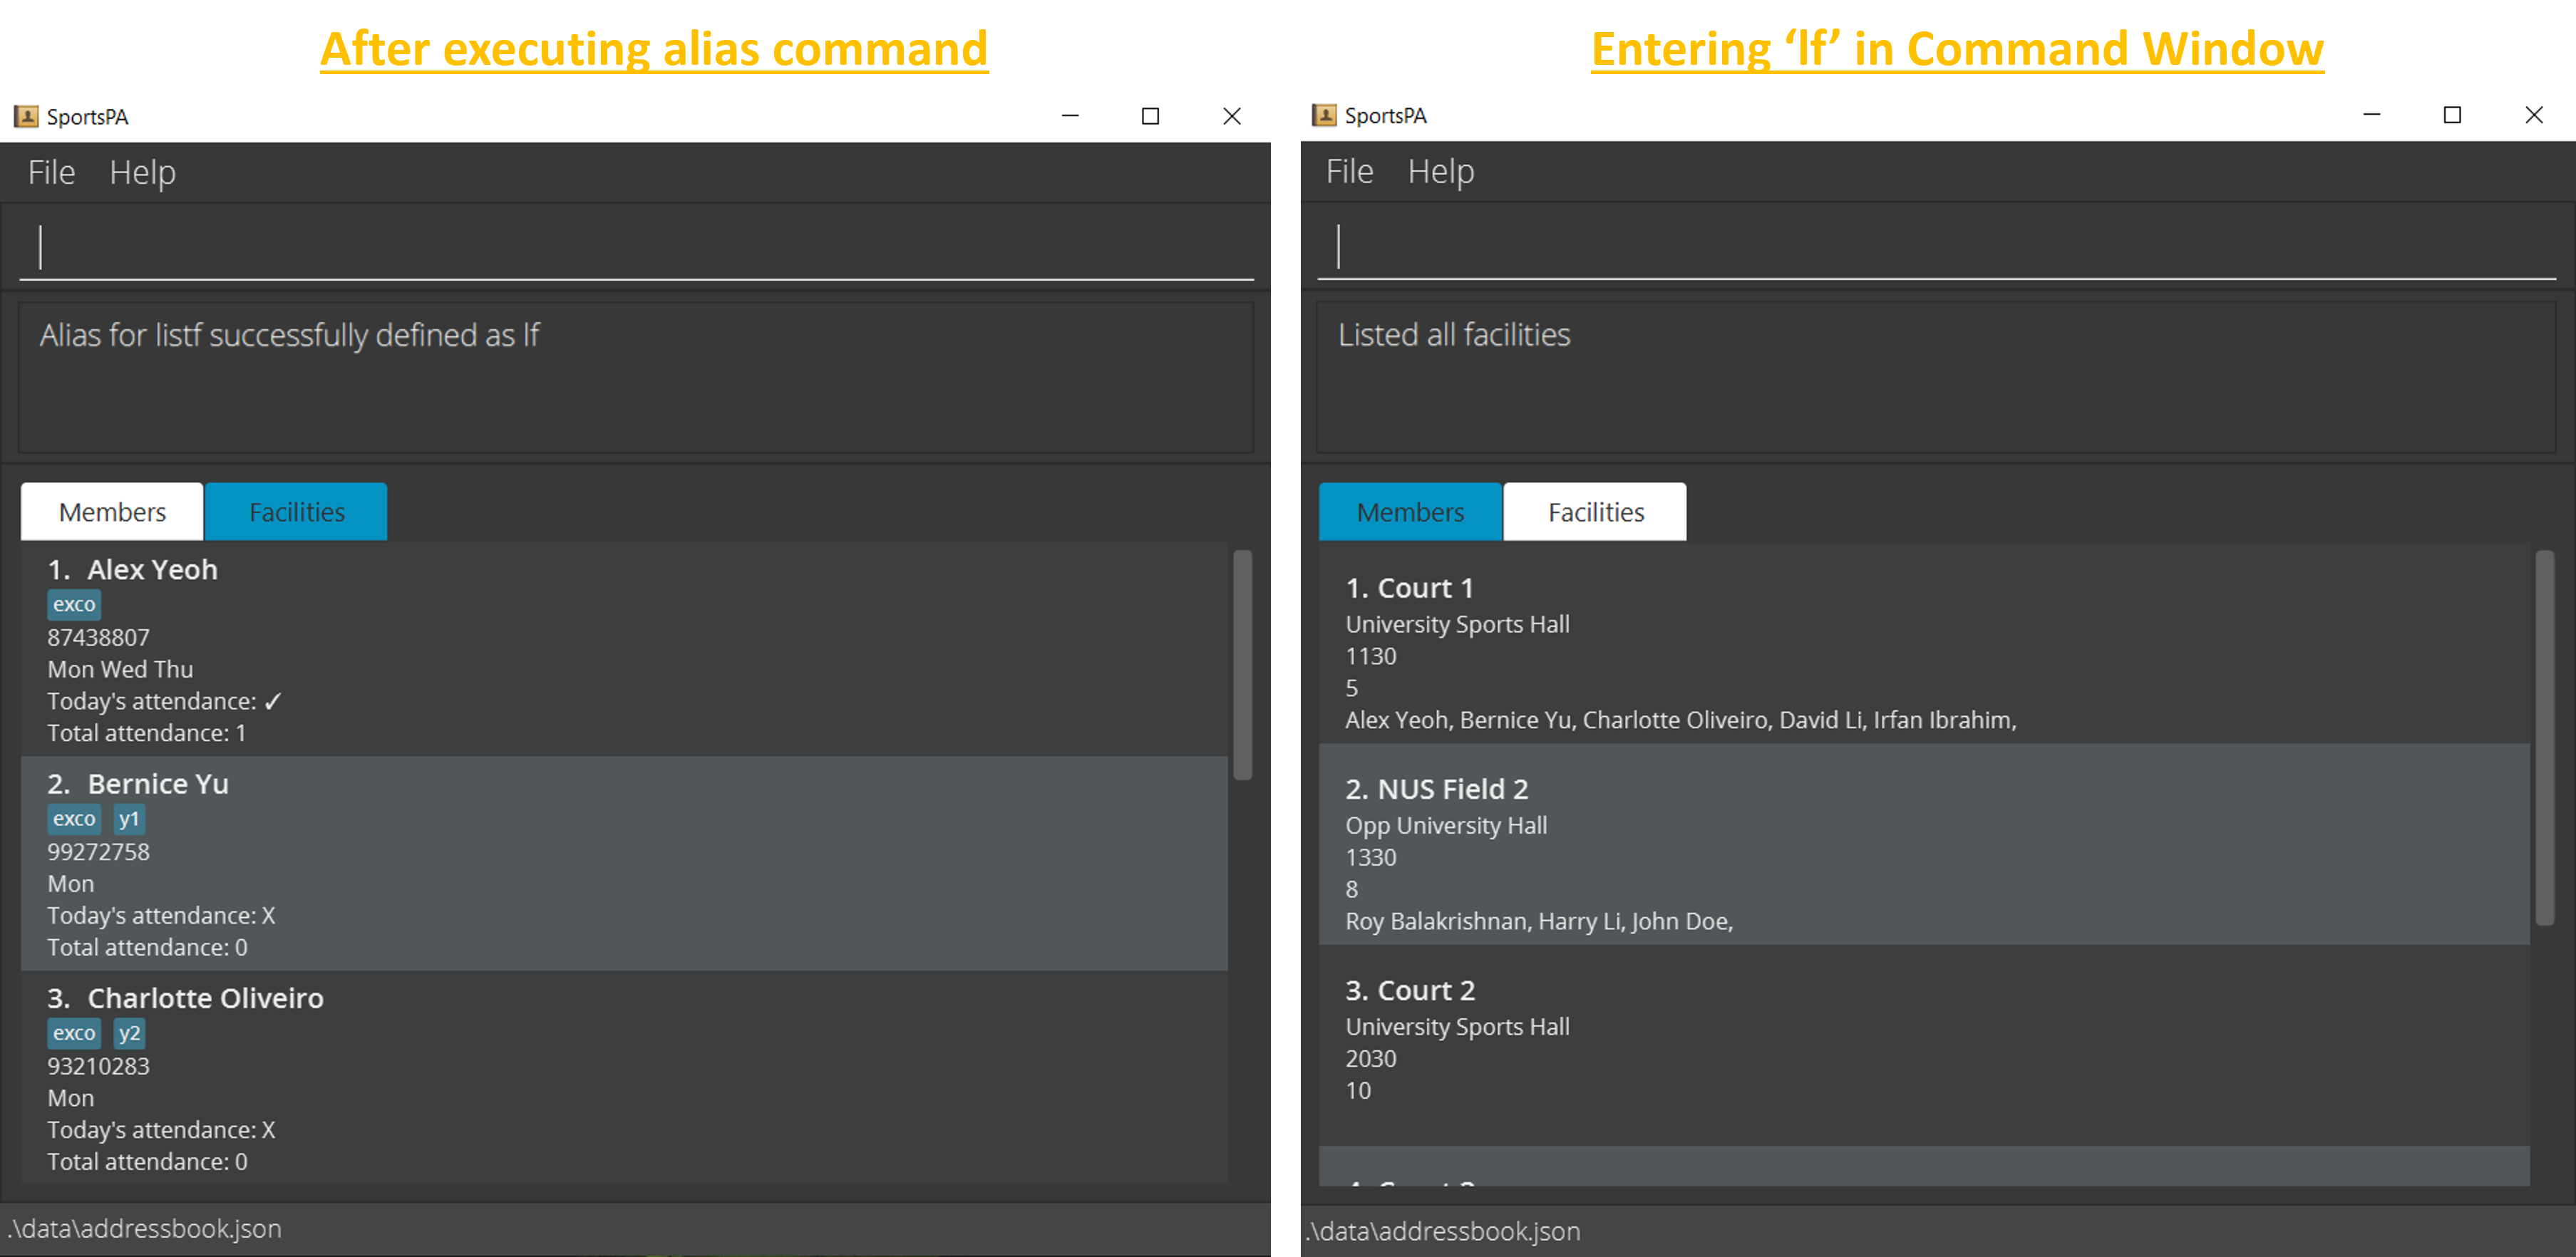 After executing alias command
SportsPA
File Help
Alias for listf successfully defined as lf
Members Facilities
1. Alex Yeoh
exco
87438807
Mon Wed Thu
Today's attendance: ✓
Total attendance: 1
2. Bernice Yu
exco y1
99272758
Mon
Today's attendance: X
Total attendance: 0
3. Charlotte Oliveiro
exco y2
93210283
Mon
Today's attendance: X
Total attendance: 0
.\data\addressbook.json
Entering ‘lf’ in Command Window
SportsPA
File Help
Listed all facilities
Members Facilities
1. Court 1
University Sports Hall
1130
5
Alex Yeoh, Bernice Yu, Charlotte Oliveiro, David Li, Irfan Ibrahim,
2. NUS Field 2
Opp University Hall
1330
8
Roy Balakrishnan, Harry Li, John Doe,
3. Court 2
University Sports Hall
2030
10
.\data\addressbook.json